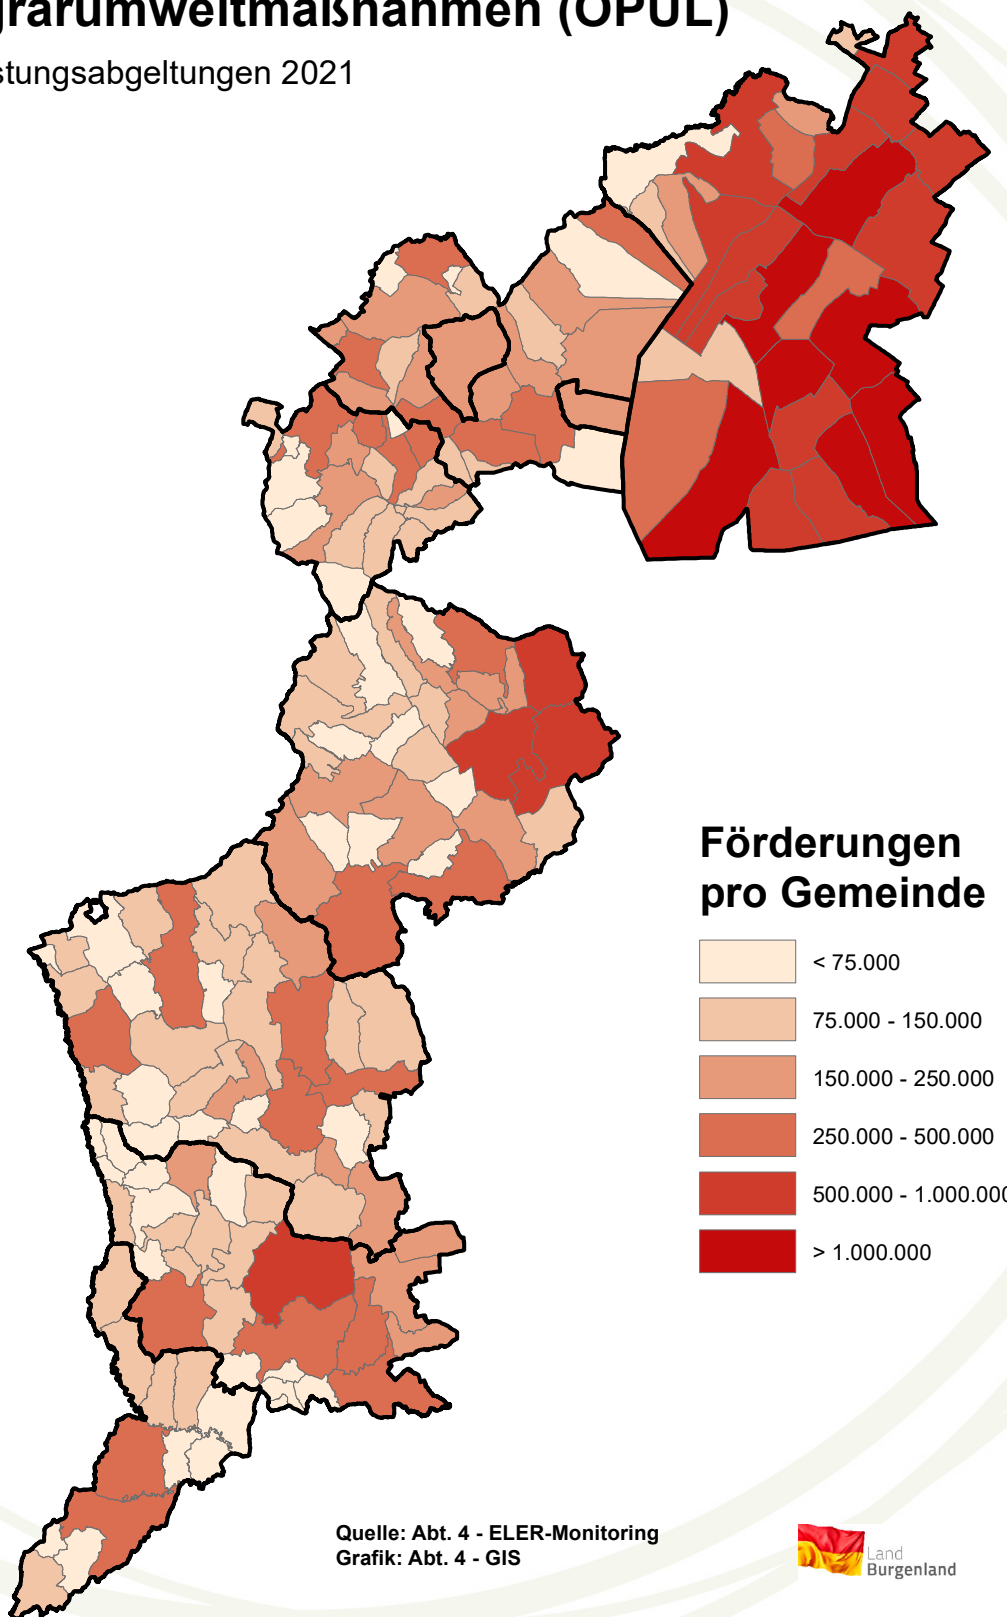 grarumweltmaßnahmen (ÖPUL)
stungsabgeltungen 2021
Förderungen
pro Gemeinde
< 75.000
75.000 - 150.000
150.000 - 250.000
250.000 - 500.000
500.000 - 1.000.000
> 1.000.000
Quelle: Abt. 4 - ELER-Monitoring
Grafik: Abt. 4 - GIS
Land
Burgenland